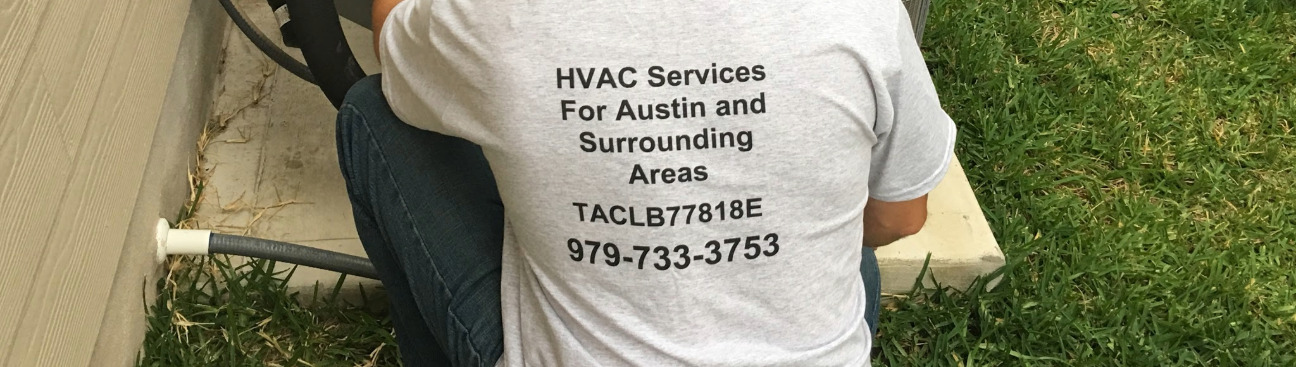 HVAC Services
For Austin and
Surrounding
Areas
TACLB77818E
979-733-3753